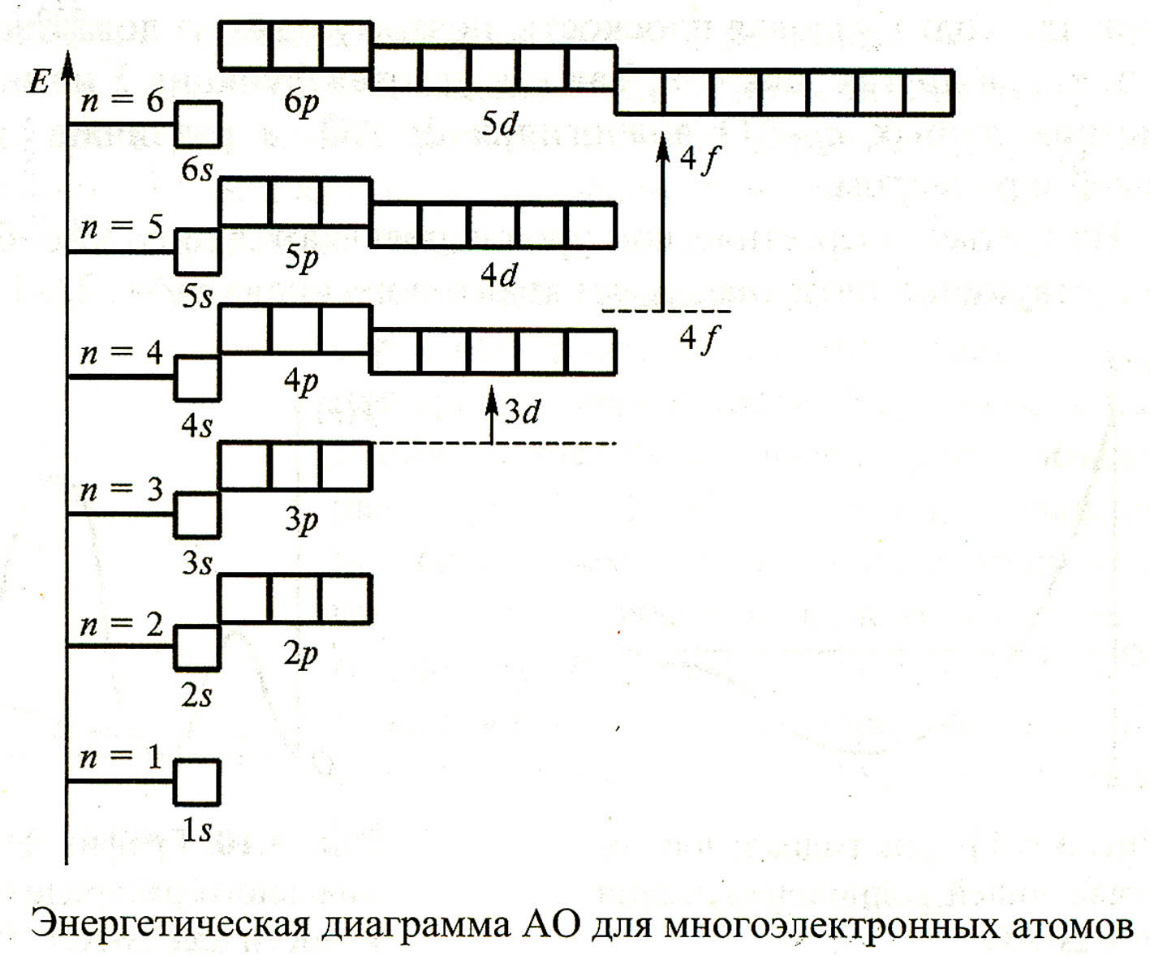 E
n = 6
6s
6p
5d
4f
n = 5
5s
5p
4d
4f
n = 4
4s
4p
3d
n = 3
3s
3p
n = 2
2s
2p
n = 1
1s
Энергетическая диаграмма АО для многоэлектронных атомов